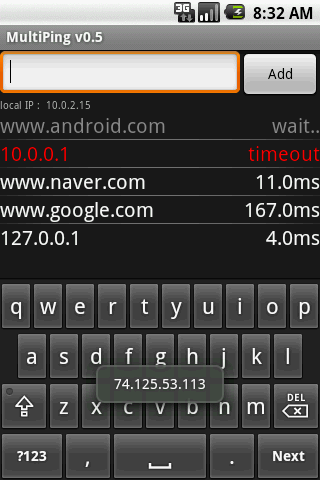 3G 8:32 AM
MultiPing v0.5
Add
local IP : 10.0.2.15
www.android.com wait..
10.0.0.1 timeout
www.naver.com 11.0ms
www.google.com 167.0ms
127.0.0.1 4.0ms
q w e r t y u i o p
a s d f g h j k l
74.125.53.113
z x c v b n m DEL
?123 , . Next